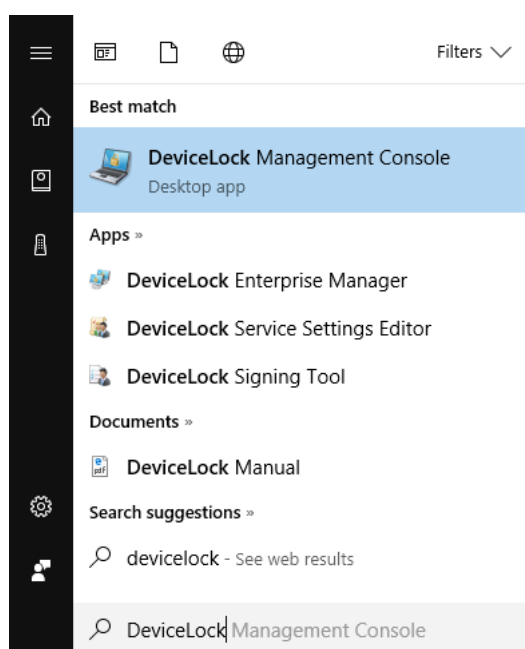 Filters
Best match
DeviceLock Management Console
Desktop app
Apps »
DeviceLock Enterprise Manager
DeviceLock Service Settings Editor
DeviceLock Signing Tool
Documents »
DeviceLock Manual
Search suggestions »
devicelock - See web results
DeviceLock Management Console